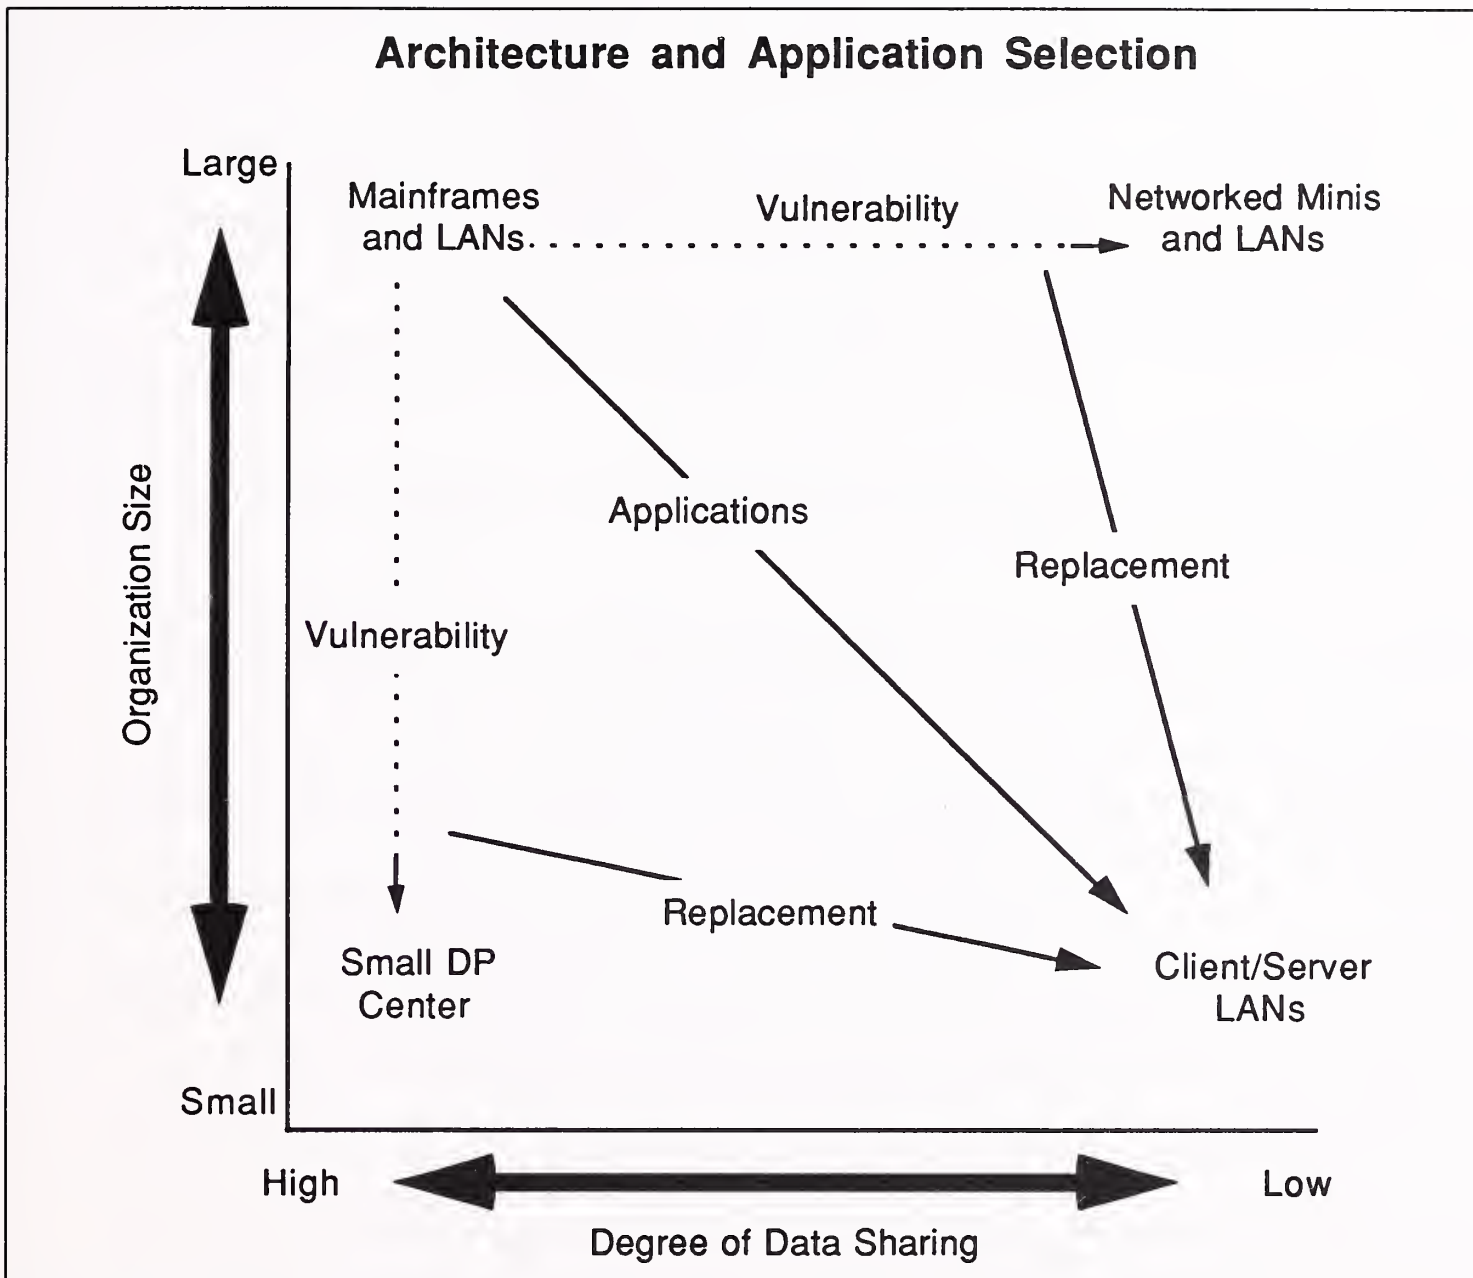 Architecture and Application Selection
Large
Mainframes
and LANs
Vulnerability
Networked Minis
and LANs
Applications
Replacement
Organization Size
Vulnerability
Replacement
Small DP
Center
Client/Server
LANs
Small
High
Low
Degree of Data Sharing